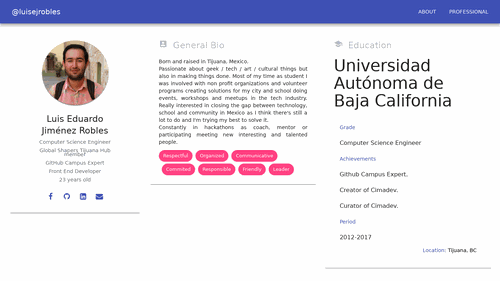 @luisejrobles
ABOUT
PROFESSIONAL
Luis Eduardo
Jiménez Robles
Computer Science Engineer
Global Shapers Tijuana Hub
member
GitHub Campus Expert
Front End Developer
23 years old
General Bio
Born and raised in Tijuana, Mexico.
Passionate about geek / tech / art / cultural things but
also in making things done. Most of my time as student I
was involved with non profit organizations and volunteer
programs creating solutions for my city and school doing
events, workshops and meetups in the tech industry.
Really interested in closing the gap between technology,
school and community in Mexico as I think there's still a
lot to do and I'm trying my best to solve it.
Constantly in hackathons as coach, mentor or
participating meeting new interesting and talented
people.
Respectful
Organized
Communicative
Commited
Responsible
Friendly
Leader
Education
Universidad
Autónoma de
Baja California
Grade
Computer Science Engineer
Achievements
Github Campus Expert.
Creator of Cimadev.
Curator of Cimadev.
Period
2012-2017
Location: Tijuana, BC